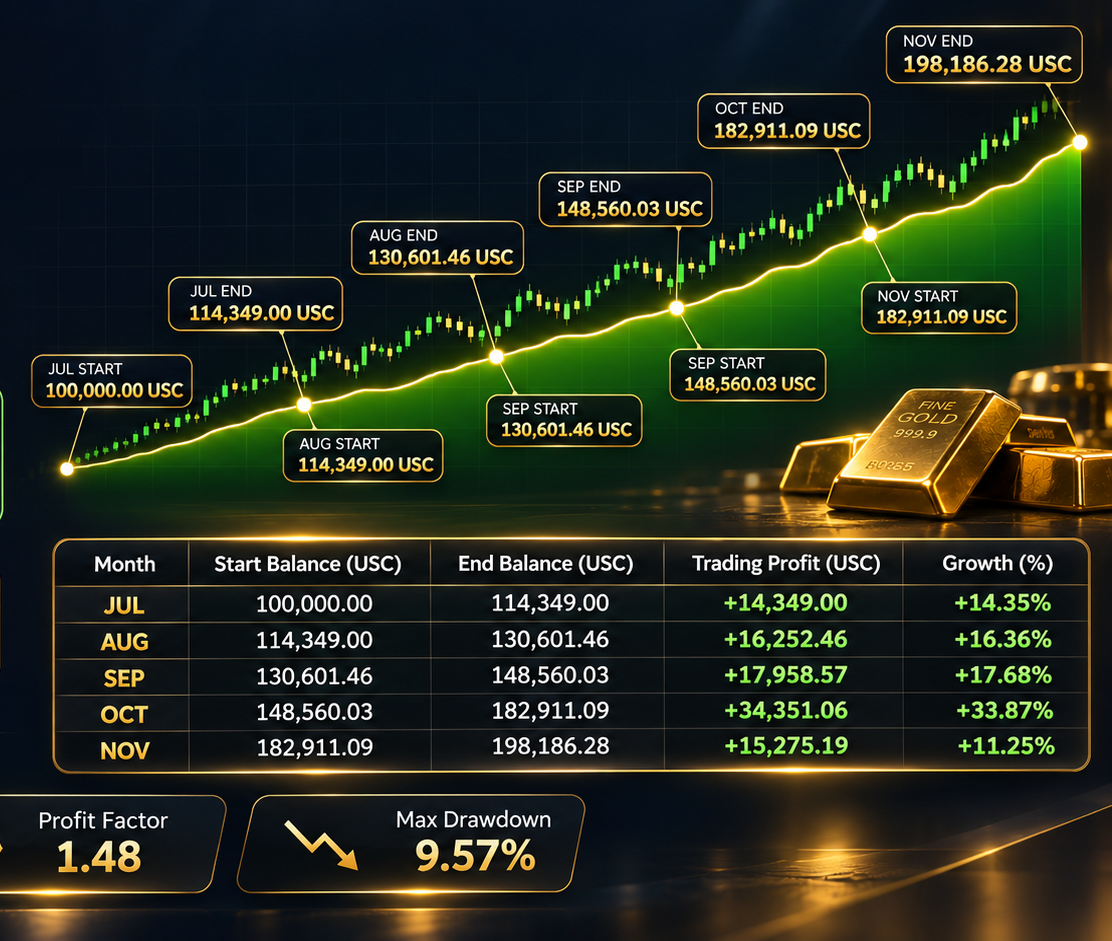 NOV END
198,186.28 USC
OCT END
182,911.09 USC
SEP END
148,560.03 USC
AUG END
130,601.46 USC
JUL END
114,349.00 USC
JUL START
100,000.00 USC
AUG START
114,349.00 USC
SEP START
130,601.46 USC
SEP START
148,560.03 USC
NOV START
182,911.09 USC
FINE
GOLD
999.9
Month Start Balance (USC) End Balance (USC) Trading Profit (USC) Growth (%)
JUL 100,000.00 114,349.00 +14,349.00 +14.35%
AUG 114,349.00 130,601.46 +16,252.46 +16.36%
SEP 130,601.46 148,560.03 +17,958.57 +17.68%
OCT 148,560.03 182,911.09 +34,351.06 +33.87%
NOV 182,911.09 198,186.28 +15,275.19 +11.25%
Profit Factor
1.48
Max Drawdown
9.57%